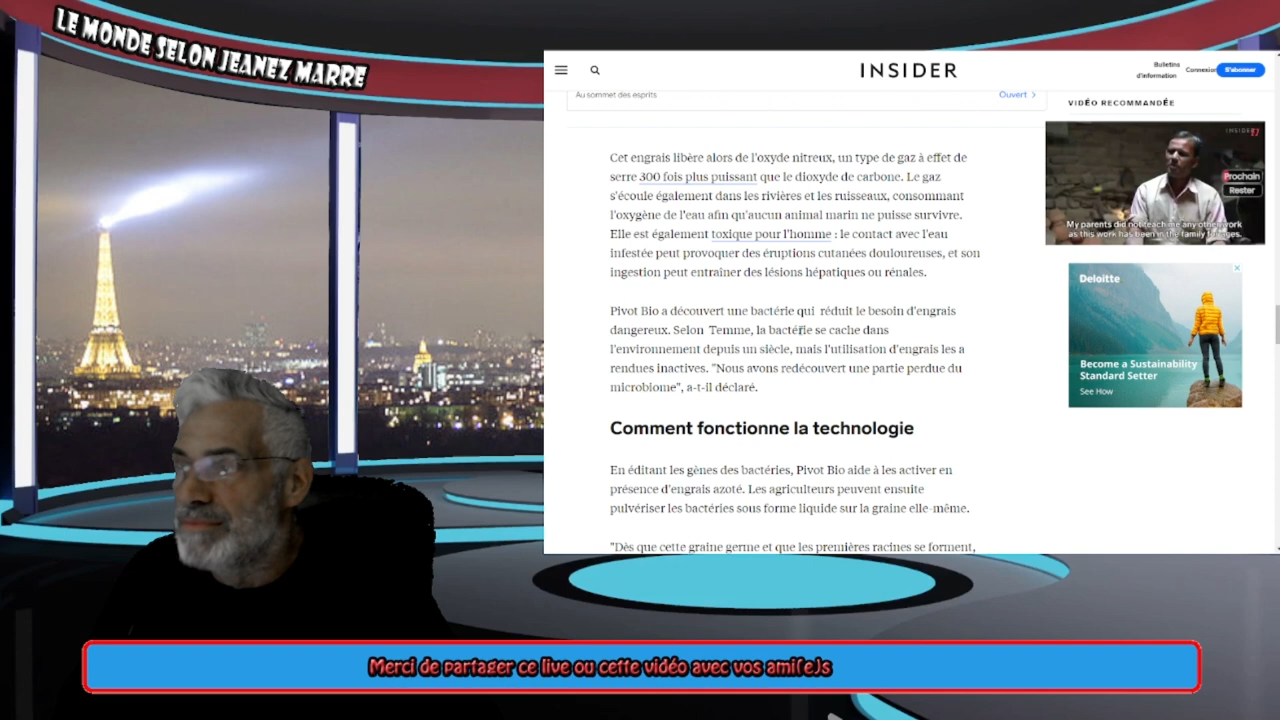 LE MONDE SELON JEANEZ MARRE
INSIDER
Bulletins
d'information
Connexion
S'abonner
Au sommet des esprits
Ouvert
VIDÉO RECOMMANDÉE
Cet engrais libère alors de l'oxyde nitreux, un type de gaz à effet de
serre 300 fois plus puissant que le dioxyde de carbone. Le gaz
s'écoule également dans les rivières et les ruisseaux, consommant
l'oxygène de l'eau afin qu'aucun animal marin ne puisse survivre.
Elle est également toxique pour l'homme : le contact avec l'eau
infestée peut provoquer des éruptions cutanées douloureuses, et son
ingestion peut entraîner des lésions hépatiques ou rénales.
Pivot Bio a découvert une bactérie qui réduit le besoin d'engrais
dangereux. Selon Temme, la bactérie se cache dans
l'environnement depuis un siècle, mais l'utilisation d'engrais les a
rendues inactives. "Nous avons redécouvert une partie perdue du
microbiome", a-t-il déclaré.
Comment fonctionne la technologie
En éditant les gènes des bactéries, Pivot Bio aide à les activer en
présence d'engrais azoté. Les agriculteurs peuvent ensuite
pulvériser les bactéries sous forme liquide sur la graine elle-même.
"Dès que cette graine germe et que les premières racines se forment,
INSIDER
Prochain
Rester
My parents did not teach me any other work
as this work has been in the family for ages.
Deloitte.
Become a Sustainability
Standard Setter
See How
Merci de partager ce live ou cette vidéo avec vos ami(e)s